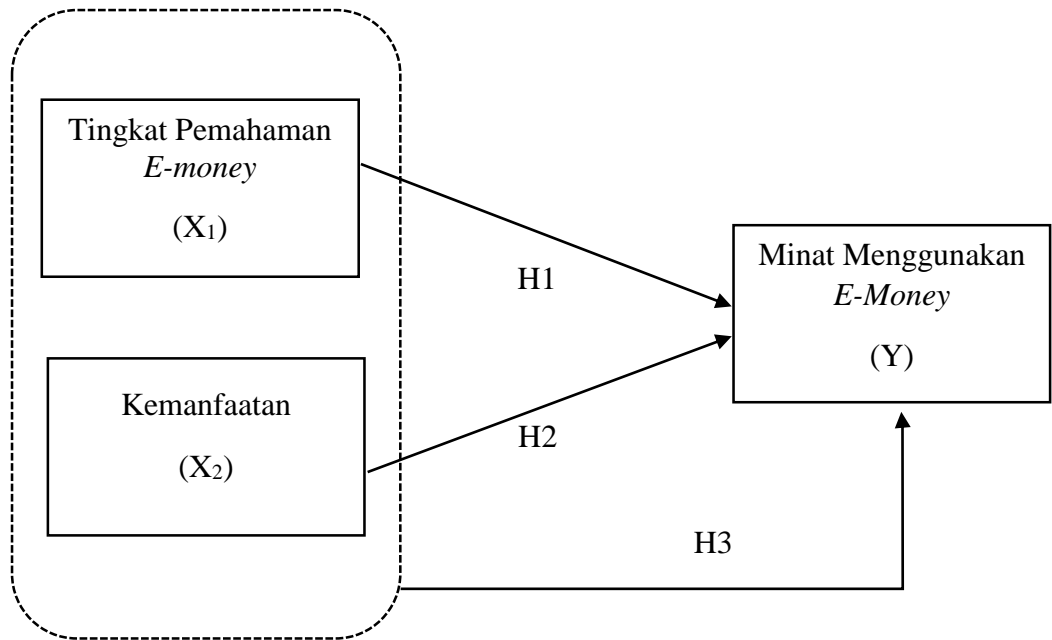 Tingkat Pemahaman
E-money
(X₁)
H1
Minat Menggunakan
E-Money
(Y)
Kemanfaatan
(X₂)
H2
H3